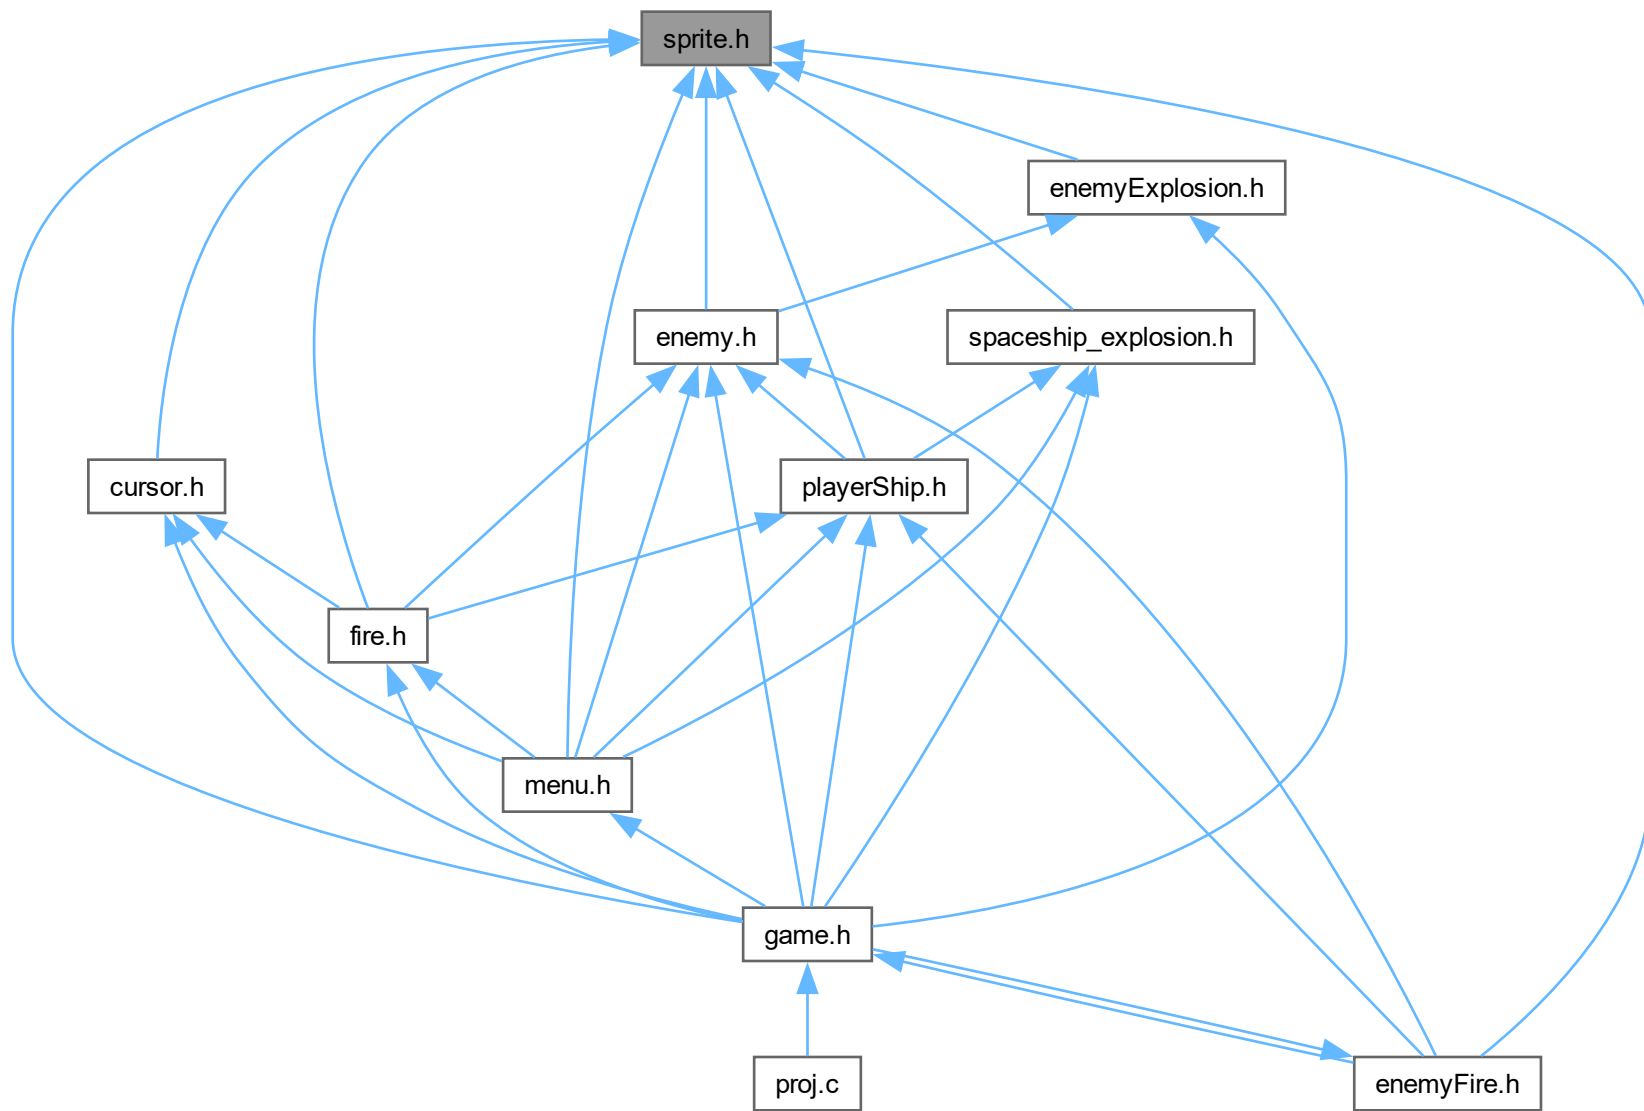 sprite.h
enemyExplosion.h
enemy.h
spaceship_explosion.h
cursor.h
playerShip.h
fire.h
menu.h
game.h
proj.c
enemyFire.h